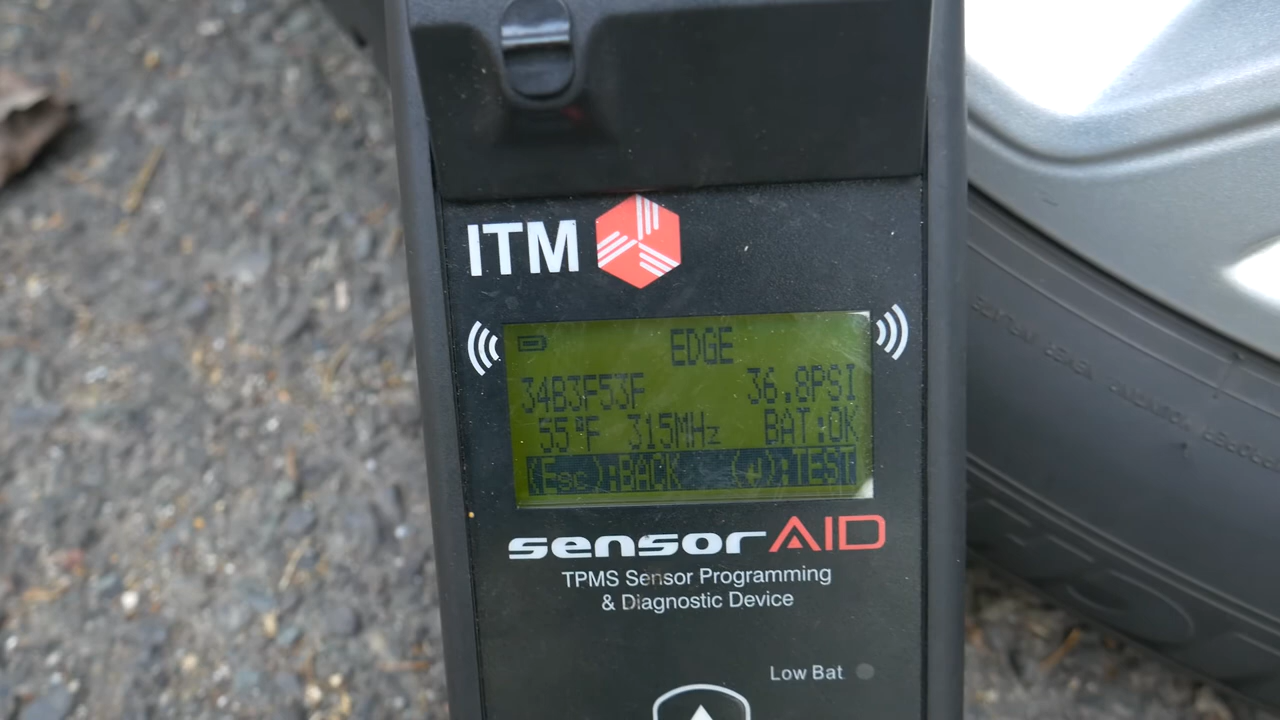 ITM
EDGE
34B3F53F 36.8PSI
55°F 315MHz BAT:OK
(Esc):BACK (↲):TEST
sensorAID
TPMS Sensor Programming
& Diagnostic Device
Low Bat